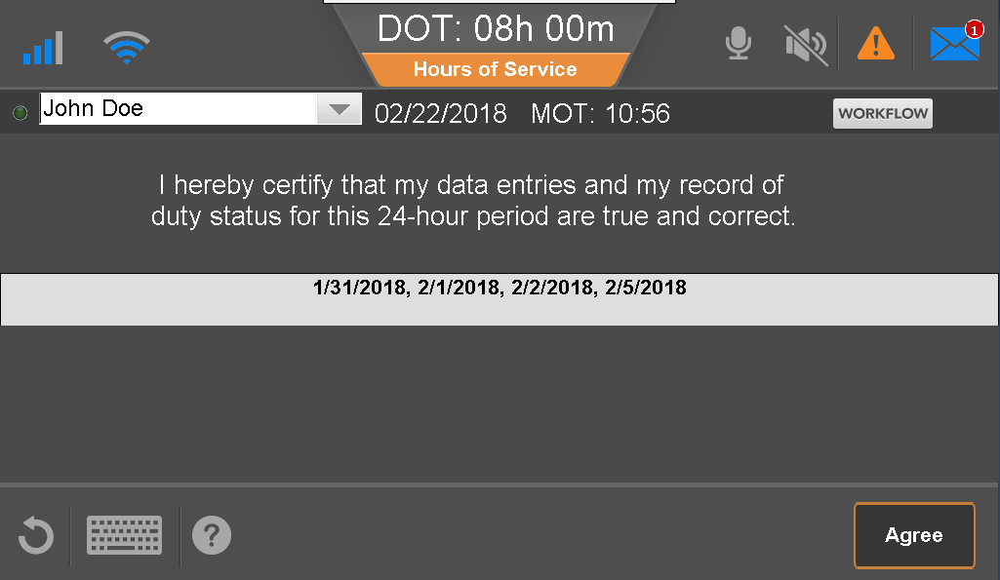 DOT: 08h 00m
Hours of Service
1
John Doe
02/22/2018 MOT: 10:56
WORKFLOW
I hereby certify that my data entries and my record of
duty status for this 24-hour period are true and correct.
1/31/2018, 2/1/2018, 2/2/2018, 2/5/2018
?
Agree